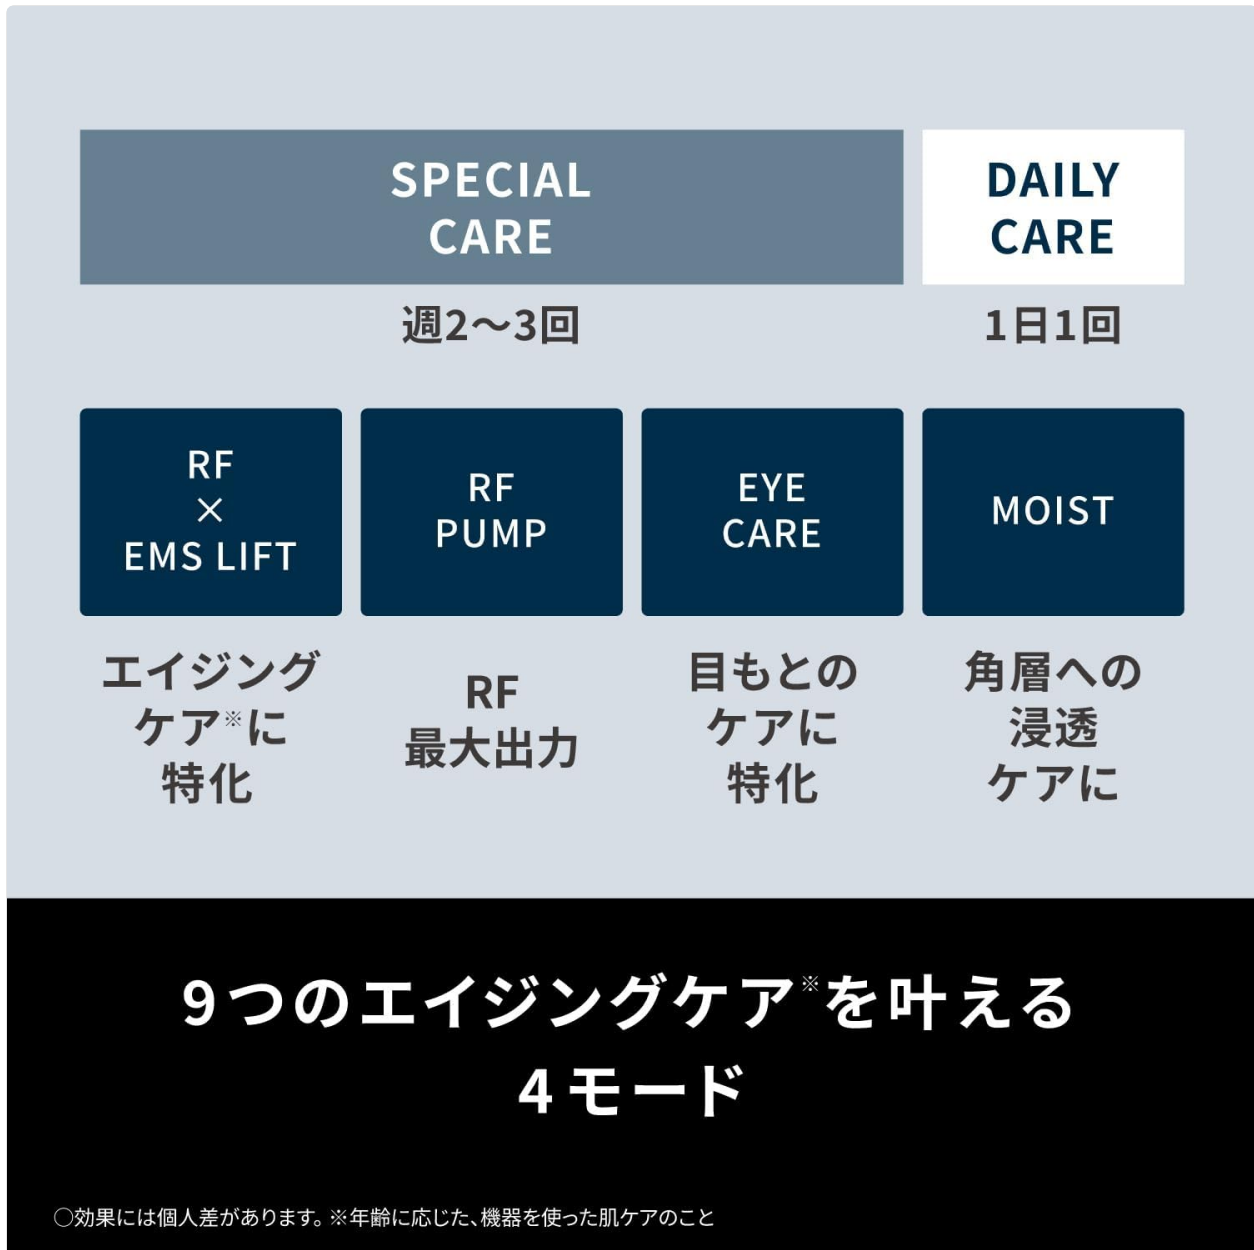 SPECIAL
CARE
週2〜3回
DAILY
CARE
1日1回
RF
×
EMS LIFT
エイジング
ケア※に
特化
RF
PUMP
RF
最大出力
EYE
CARE
目もとの
ケアに
特化
MOIST
角層への
浸透
ケアに
9つのエイジングケア※を叶える
4モード
○効果には個人差があります。※年齢に応じた、機器を使った肌ケアのこと